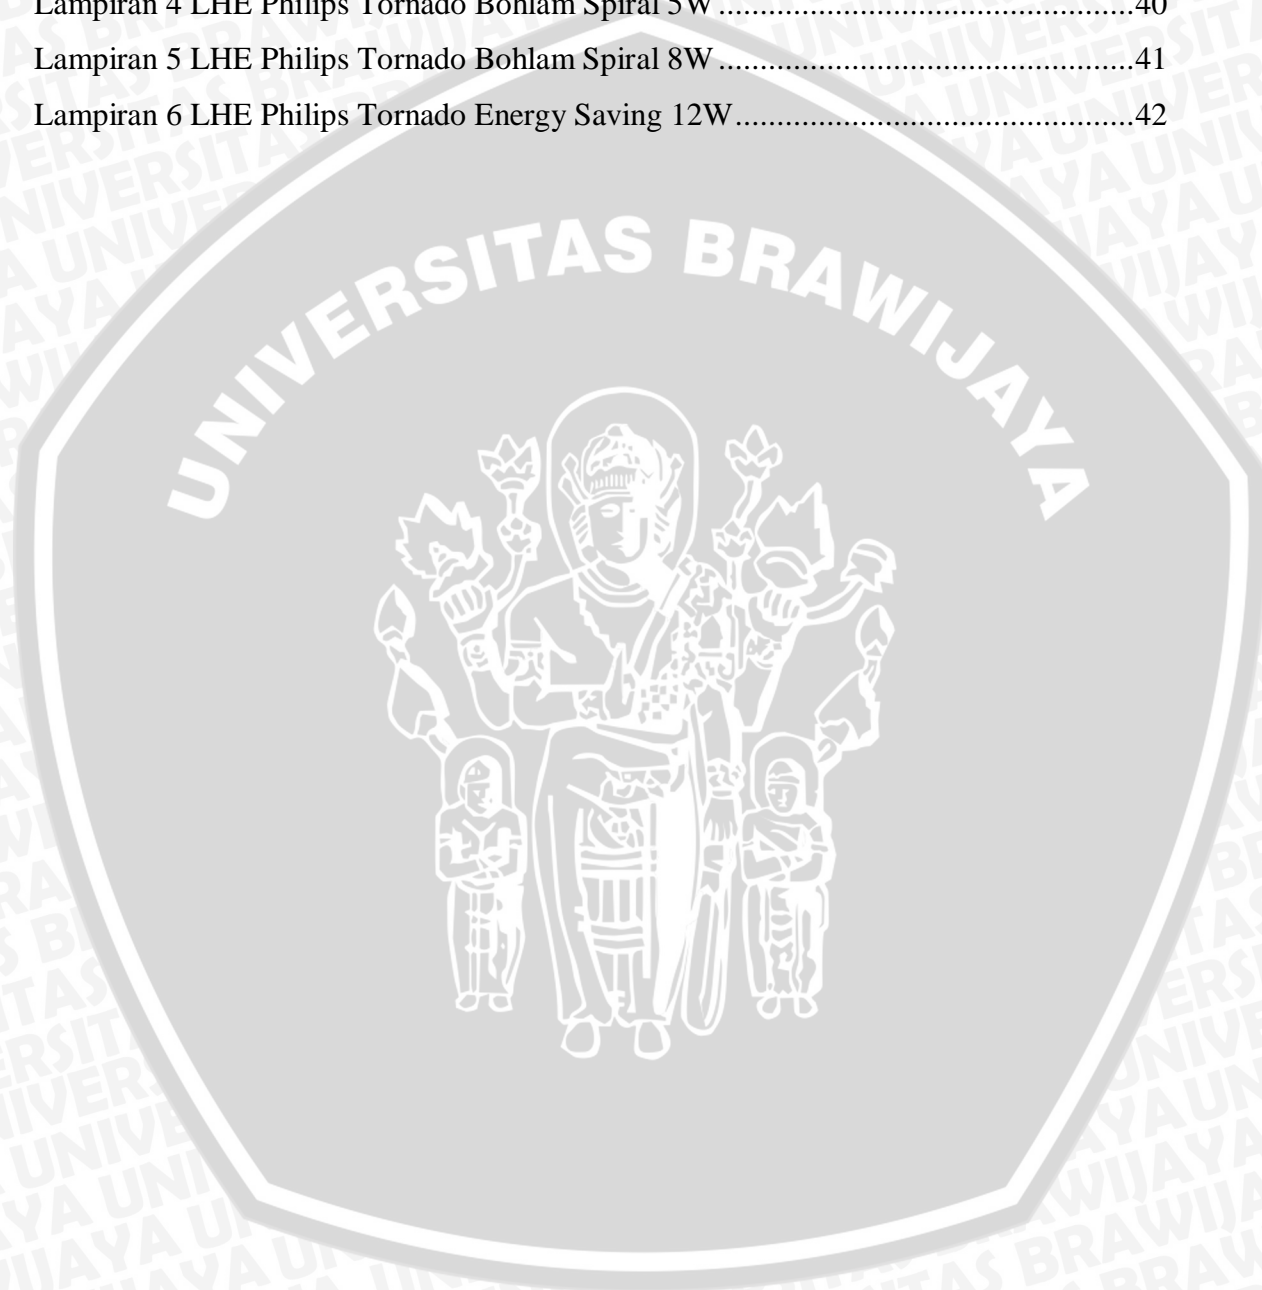 Lampiran 4 LHE Philips Tornado Bohlam Spiral 5W...................................................40
Lampiran 5 LHE Philips Tornado Bohlam Spiral 8W...................................................41
Lampiran 6 LHE Philips Tornado Energy Saving 12W.................................................42
UNIVERSITAS BRAWIJAYA